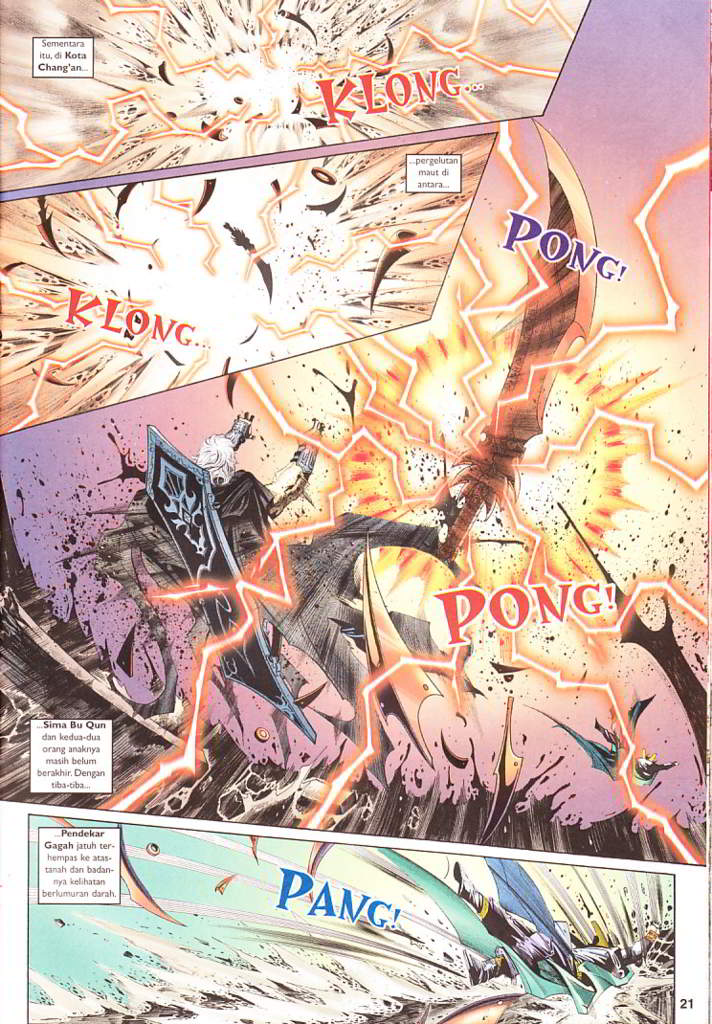 Sementara
itu, di Kota
Chang'an...
KLONG...
...pergelutan
maut di
antara...
KLONG...
PONG!
PONG!
...Sima Bu Qun
dan kedua-dua
orang anaknya
masih belum
berakhir. Dengan
tiba-tiba...
...Pendekar
Gagah jatuh ter-
hempas ke atas-
tanah dan badan-
nya kelihatan
berlumuran darah.
PANG!
21